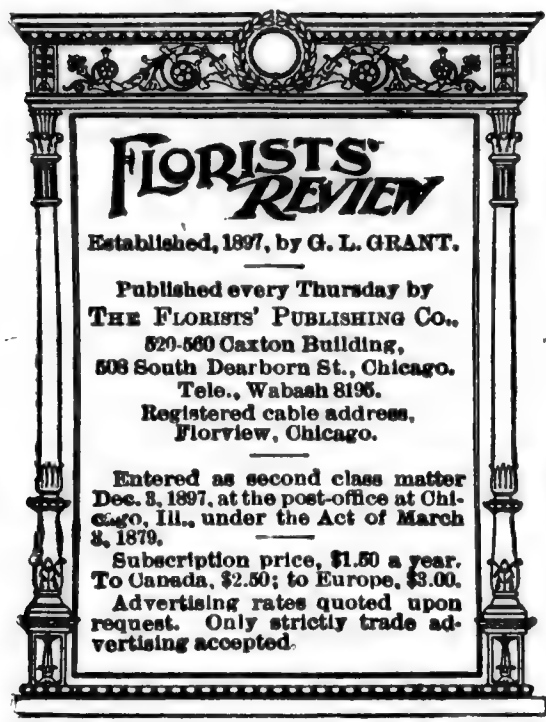 FLORISTS'
REVIEW
Established, 1897, by G. L. GRANT.
Published every Thursday by
THE FLORISTS' PUBLISHING CO.,
520-560 Caxton Building,
508 South Dearborn St., Chicago.
Tele., Wabash 8195.
Registered cable address,
Florview, Chicago.
Entered as second class matter
Dec. 3, 1897, at the post-office at Chi-
cago, Ill., under the Act of March
3, 1879.
Subscription price, $1.50 a year.
To Canada, $2.50; to Europe, $3.00.
Advertising rates quoted upon
request. Only strictly trade ad-
vertising accepted.